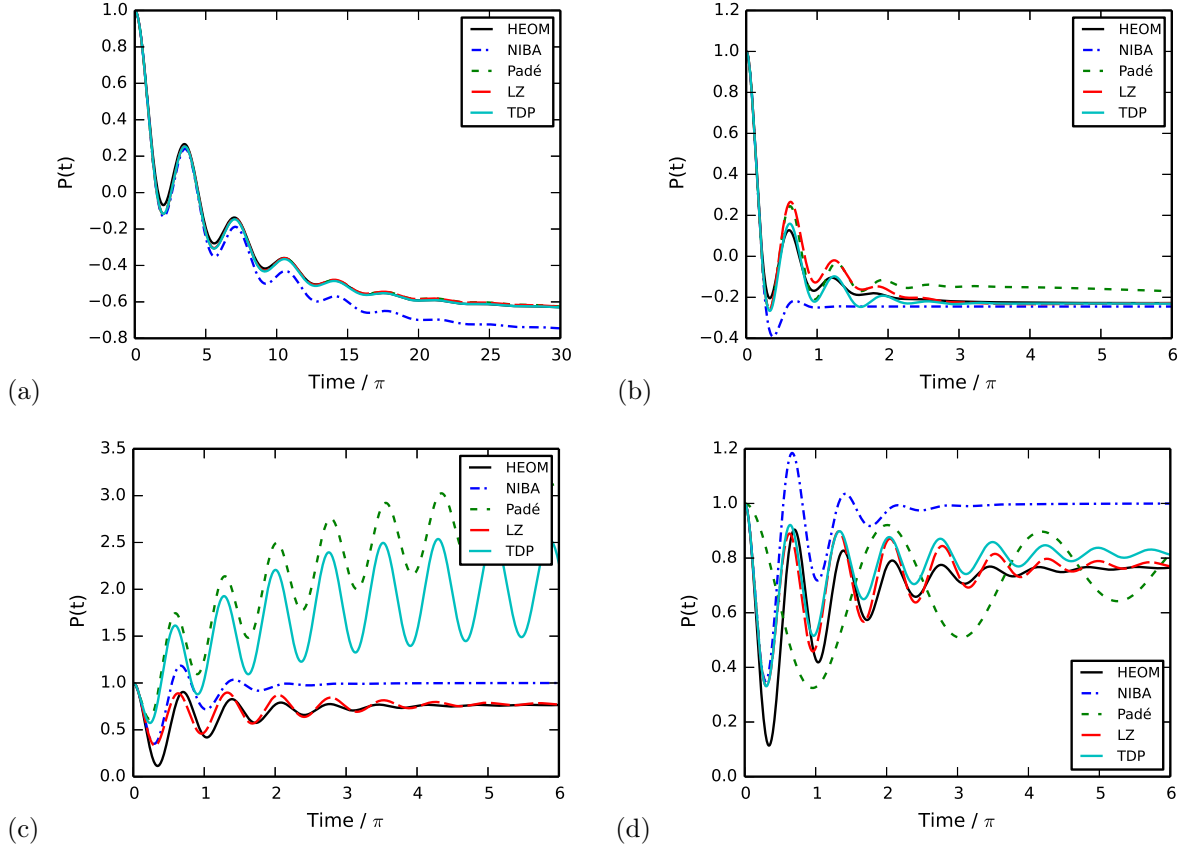 1.0
0.8
0.6
0.4
0.2
0.0
−0.2
−0.4
−0.6
−0.8
0 5 10 15 20 25 30
P(t)
Time / π
HEOM
NIBA
Padé
LZ
TDP
(a)
1.2
1.0
0.8
0.6
0.4
0.2
0.0
−0.2
−0.4
0 1 2 3 4 5 6
P(t)
Time / π
HEOM
NIBA
Padé
LZ
TDP
(b)
3.5
3.0
2.5
2.0
1.5
1.0
0.5
0.0
0 1 2 3 4 5 6
P(t)
Time / π
HEOM
NIBA
Padé
LZ
TDP
(c)
1.2
1.0
0.8
0.6
0.4
0.2
0.0
0 1 2 3 4 5 6
P(t)
Time / π
HEOM
NIBA
Padé
LZ
TDP
(d)